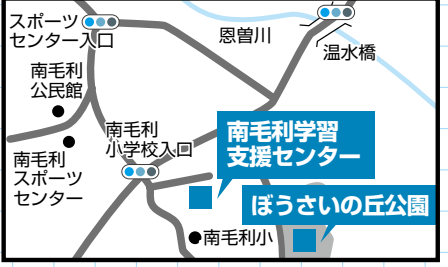 スポーツ
センター入口
恩曽川
温水橋
南毛利
公民館
南毛利
小学校入口
南毛利学習
支援センター
南毛利
スポーツ
センター
ぼうさいの丘公園
南毛利小